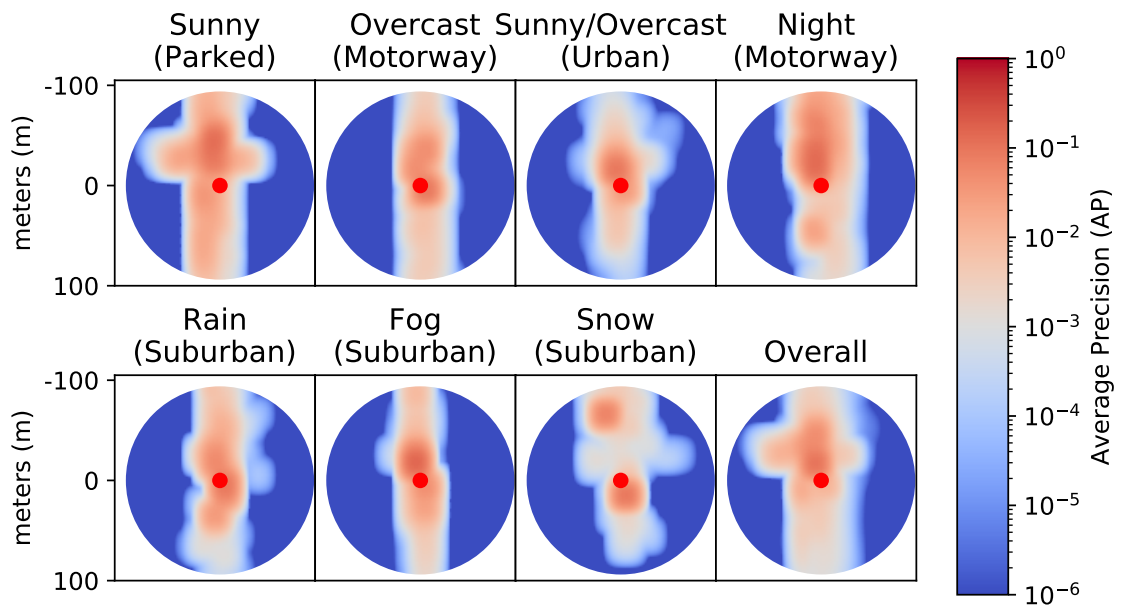 Sunny
(Parked)
Overcast
(Motorway)
Sunny/Overcast
(Urban)
Night
(Motorway)
-100
0
100
meters (m)
Rain
(Suburban)
Fog
(Suburban)
Snow
(Suburban)
Overall
-100
0
100
meters (m)
10⁰
10⁻¹
10⁻²
10⁻³
10⁻⁴
10⁻⁵
10⁻⁶
Average Precision (AP)